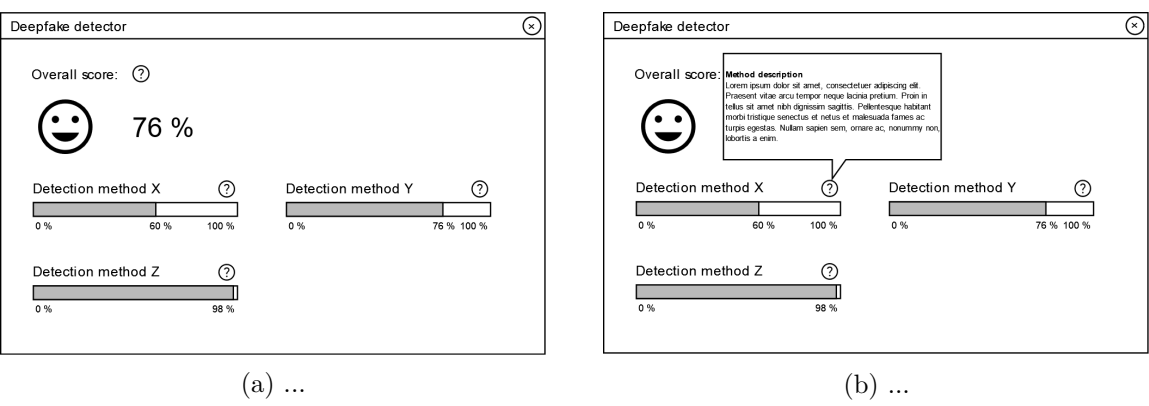 Deepfake detector
Overall score: ?
76 %
Detection method X ?
0 % 60 % 100 %
Detection method Y ?
0 % 76 % 100 %
Detection method Z ?
0 % 98 %
(a) ...
Deepfake detector
Overall score:
Method description
Lorem ipsum dolor sit amet, consectetuer adipiscing elit.
Praesent vitae arcu tempor neque lacinia pretium. Proin in
tellus sit amet nibh dignissim sagittis. Pellentesque habitant
morbi tristique senectus et netus et malesuada fames ac
turpis egestas. Nullam sapien sem, ornare ac, nonummy non,
lobortis a enim.
Detection method X ?
0 % 60 % 100 %
Detection method Y ?
0 % 76 % 100 %
Detection method Z ?
0 % 98 %
(b) ...